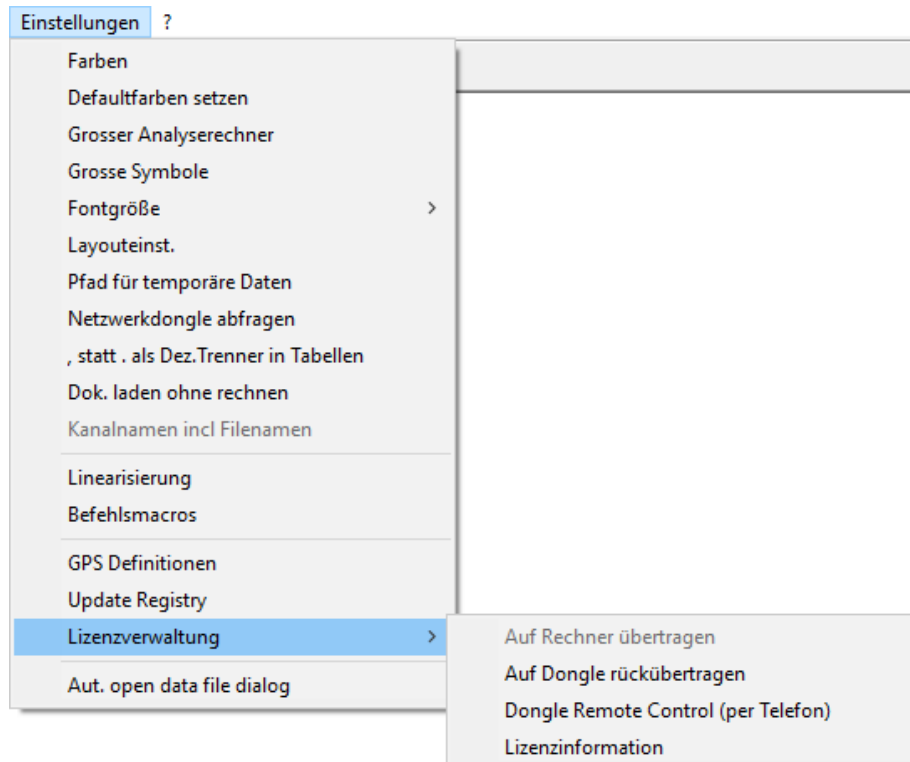 Einstellungen ?
Farben
Defaultfarben setzen
Grosser Analyserechner
Grosse Symbole
Fontgröße
Layouteinst.
Pfad für temporäre Daten
Netzwerkdongle abfragen
, statt . als Dez.Trenner in Tabellen
Dok. laden ohne rechnen
Kanalnamen incl Filenamen
Linearisierung
Befehlsmacros
GPS Definitionen
Update Registry
Lizenzverwaltung
Aut. open data file dialog
Auf Rechner übertragen
Auf Dongle rückübertragen
Dongle Remote Control (per Telefon)
Lizenzinformation